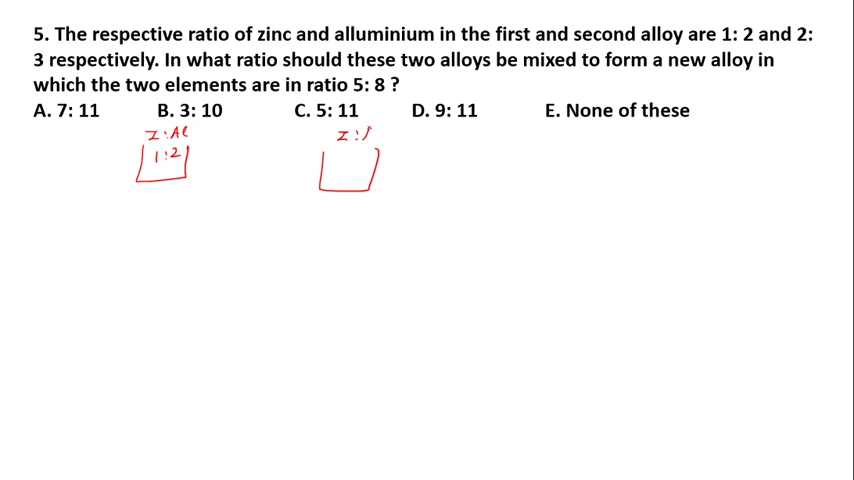 5. The respective ratio of zinc and alluminium in the first and second alloy are 1: 2 and 2:
3 respectively. In what ratio should these two alloys be mixed to form a new alloy in
which the two elements are in ratio 5: 8 ?
A. 7: 11 B. 3: 10 C. 5: 11 D. 9: 11 E. None of these
Z:Al Z:
1:2